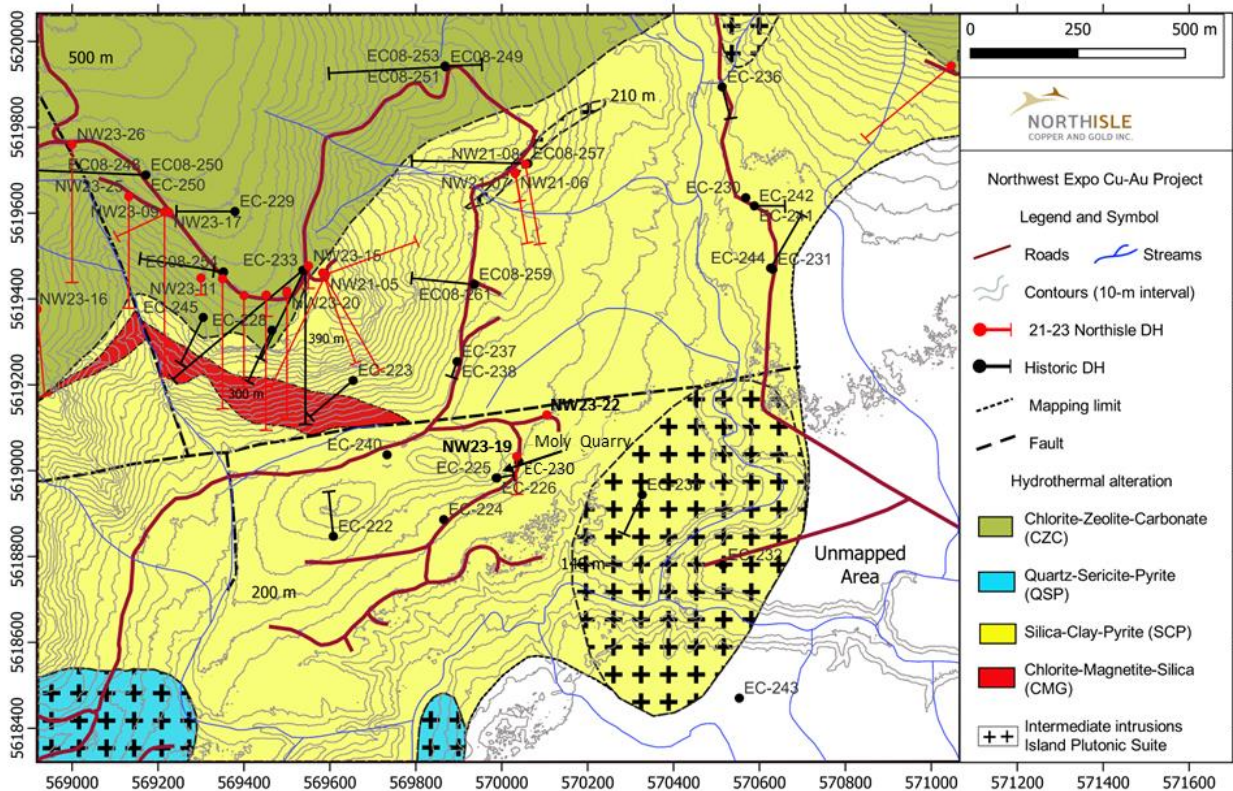 5620000
5619800
5619600
5619400
5619200
5619000
5618800
5618600
5618400
500 m
EC08-253
EC08-249
EC08-251
EC-236
210 m
NW23-26
EC08-250
EC-250
NW23-25
EC-229
NW23-09
NW23-17
NW21-08
EC08-257
NW21-07
NW21-06
EC-230
EC-242
EC-244
EC-231
EC08-254
EC-233
NW23-15
NW21-05
NW23-11
NW23-20
NW23-16
EC-245
EC-228
EC08-259
EC08-261
390 m
300 m
EC-223
EC-237
EC-238
NW23-22
EC-240
NW23-19
Moly Quarry
EC-225
EC-230
EC-226
EC-224
EC-222
EC-232
200 m
Unmapped
Area
EC-243
569000
569200
569400
569600
569800
570000
570200
570400
570600
570800
571000
571200
571400
571600
0
250
500 m
NORTHISLE
COPPER AND GOLD INC.
Northwest Expo Cu-Au Project
Legend and Symbol
Roads
Streams
Contours (10-m interval)
21-23 Northisle DH
Historic DH
Mapping limit
Fault
Hydrothermal alteration
Chlorite-Zeolite-Carbonate
(CZC)
Quartz-Sericite-Pyrite
(QSP)
Silica-Clay-Pyrite (SCP)
Chlorite-Magnetite-Silica
(CMG)
Intermediate intrusions
Island Plutonic Suite